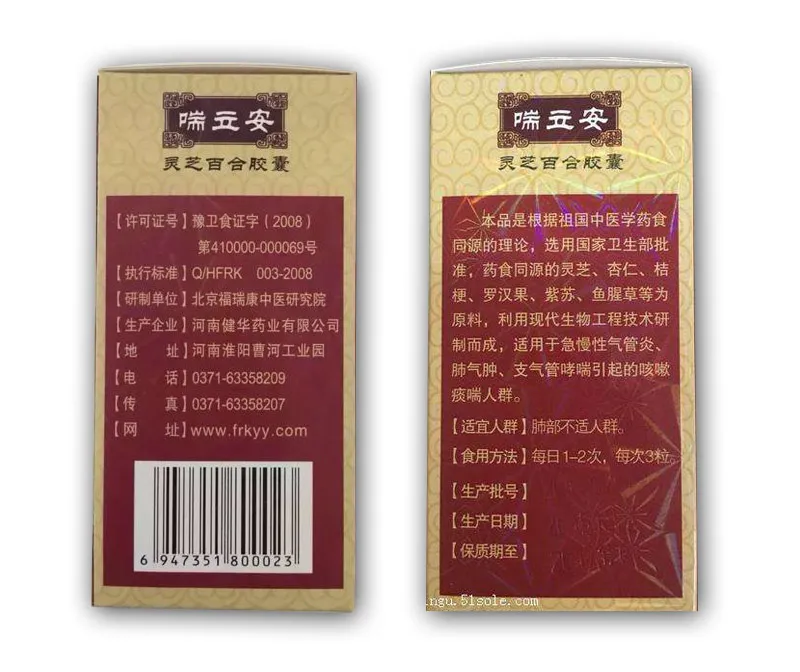 喘立安
灵芝百合胶囊
【许可证号】豫卫食证字（2008）
第410000-000069号
【执行标准】Q/HFRK 003-2008
【研制单位】北京福瑞康中医研究院
【生产企业】河南健华药业有限公司
【地 址】河南淮阳曹河工业园
【电 话】0371-63358209
【传 真】0371-63358207
【网 址】www.frkyy.com
6 947351 800023
喘立安
灵芝百合胶囊
本品是根据祖国中医学药食
同源的理论，选用国家卫生部批
准，药食同源的灵芝、杏仁、桔
梗、罗汉果、紫苏、鱼腥草等为
原料，利用现代生物工程技术研
制而成，适用于急慢性气管炎、
肺气肿、支气管哮喘引起的咳嗽
痰喘人群。
【适宜人群】肺部不适人群。
【食用方法】每日1-2次，每次3粒。
【生产批号】
【生产日期】
【保质期至】
ingu.51sole.com